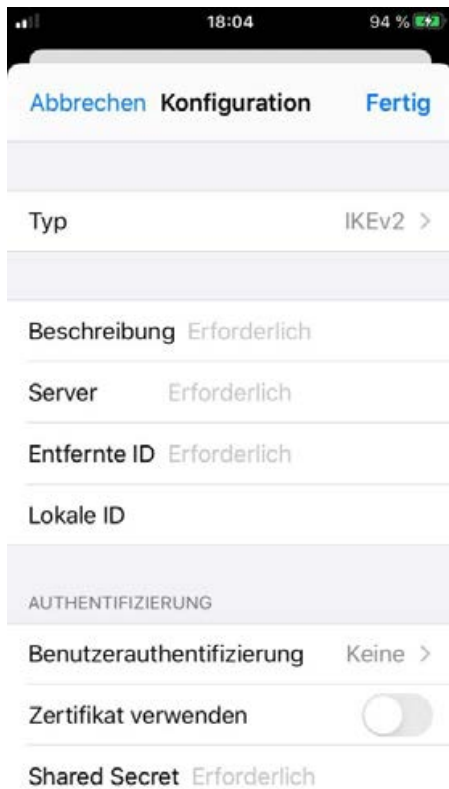 18:04 94 %
Abbrechen Konfiguration Fertig
Typ IKEv2 >
Beschreibung Erforderlich
Server Erforderlich
Entfernte ID Erforderlich
Lokale ID
AUTHENTIFIZIERUNG
Benutzerauthentifizierung Keine >
Zertifikat verwenden
Shared Secret Erforderlich